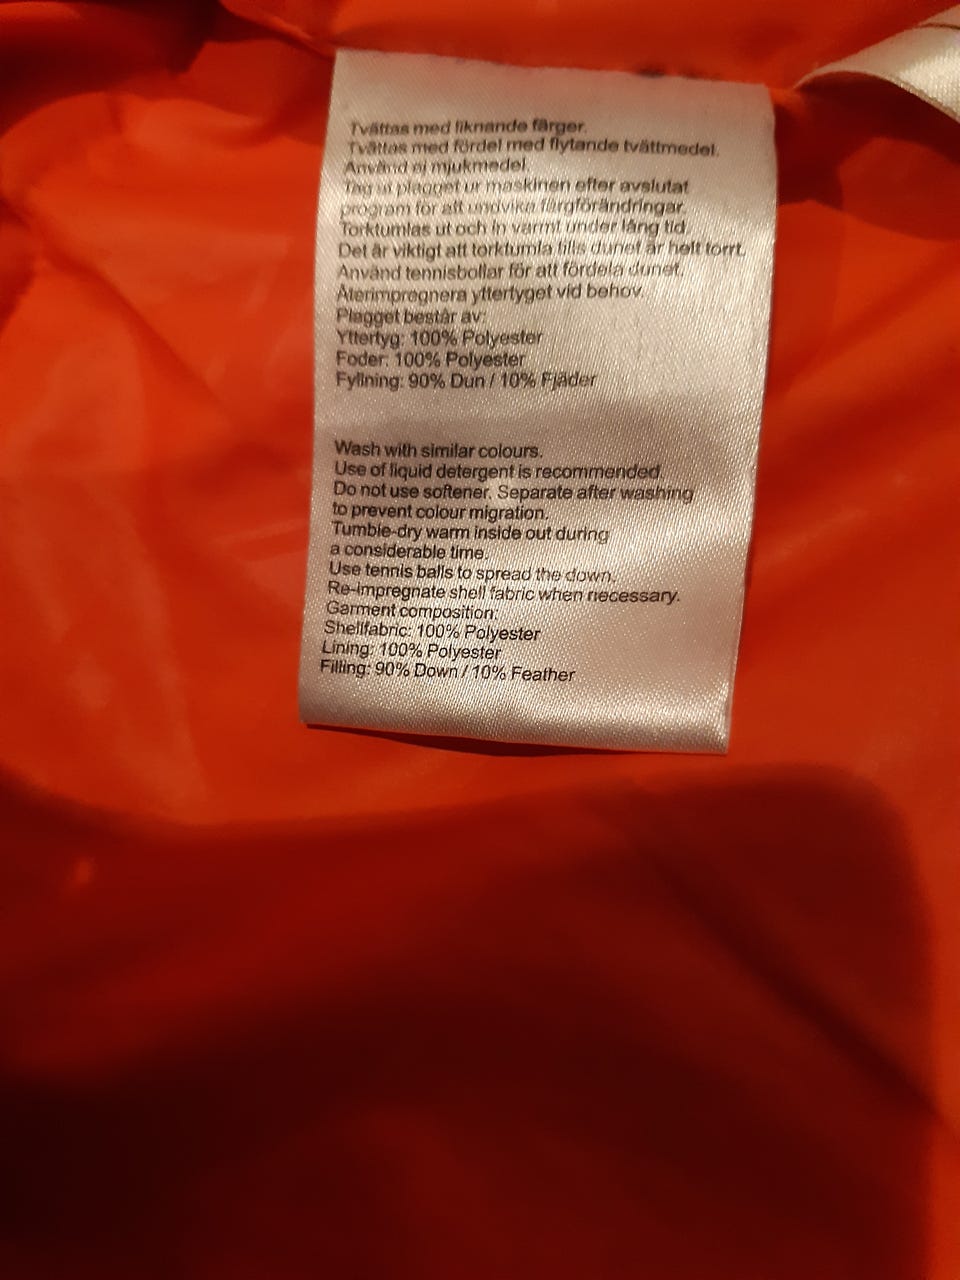 Tvättas med liknande färger.
Tvättas med fördel med flytande tvättmedel.
Använd ej mjukmedel.
Tag ut plagget ur maskinen efter avslutat
program för att undvika färgförändringar.
Torktumlas ut och in varmt under lång tid.
Det är viktigt att torktumla tills dunet är helt torrt.
Använd tennisbollar för att fördela dunet.
Återimpregnera yttertyget vid behov.
Plagget består av:
Yttertyg: 100% Polyester
Foder: 100% Polyester
Fyllning: 90% Dun / 10% Fjäder
Wash with similar colours.
Use of liquid detergent is recommended.
Do not use softener. Separate after washing
to prevent colour migration.
Tumble-dry warm inside out during
a considerable time.
Use tennis balls to spread the down.
Re-impregnate shell fabric when necessary.
Garment composition:
Shellfabric: 100% Polyester
Lining: 100% Polyester
Filling: 90% Down / 10% Feather